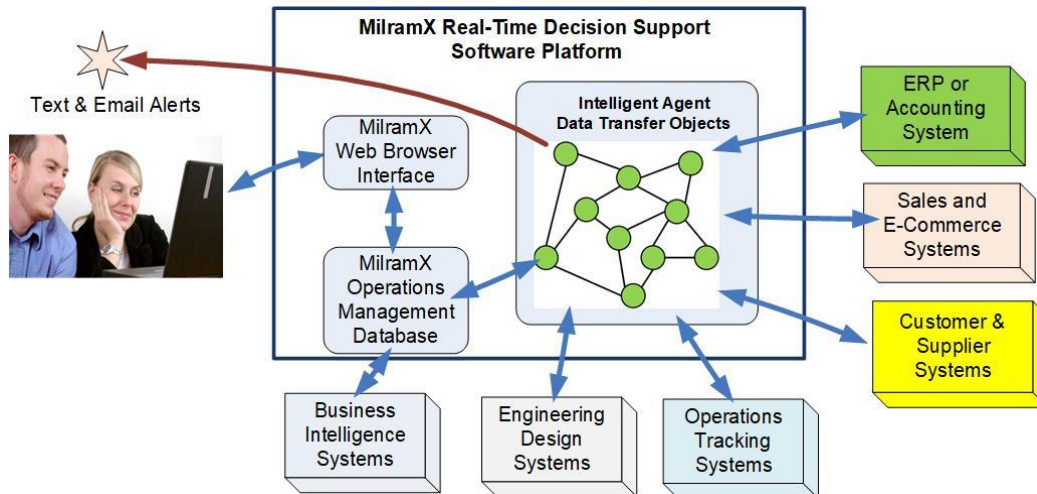 MilramX Real-Time Decision Support
Software Platform
Text & Email Alerts
Intelligent Agent
Data Transfer Objects
MilramX
Web Browser
Interface
MilramX
Operations
Management
Database
ERP or
Accounting
System
Sales and
E-Commerce
Systems
Customer &
Supplier
Systems
Business
Intelligence
Systems
Engineering
Design
Systems
Operations
Tracking
Systems